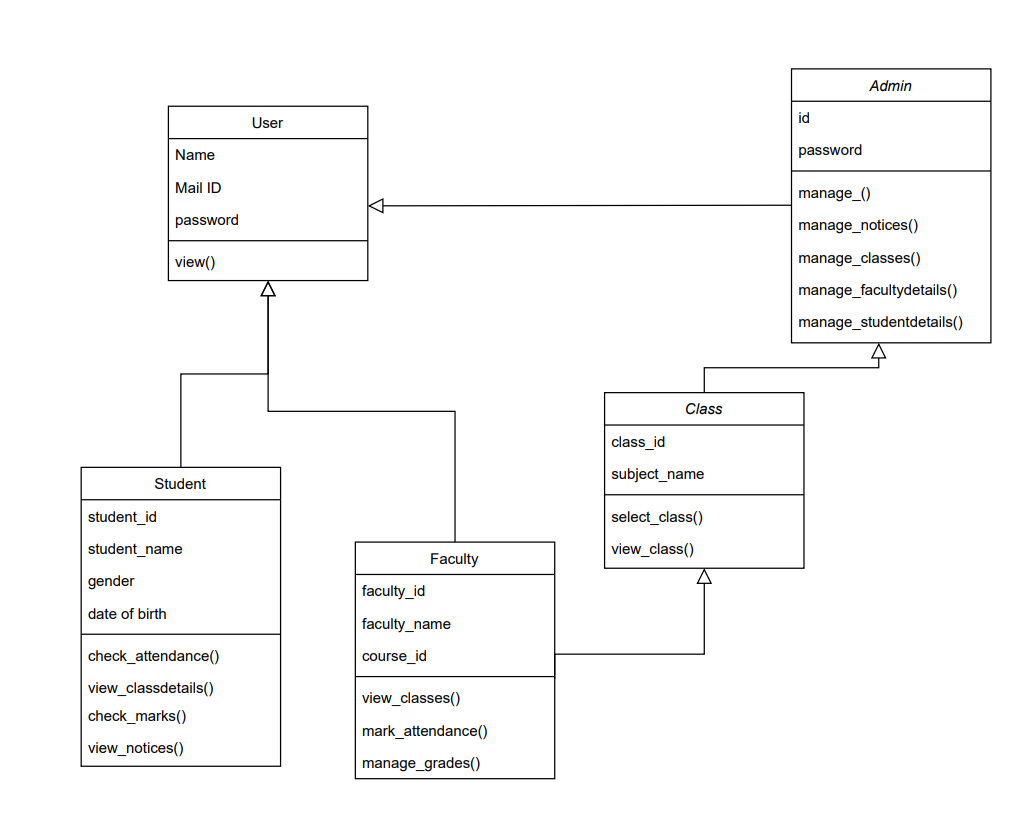 User
Name
Mail ID
password
view()
Admin
id
password
manage_()
manage_notices()
manage_classes()
manage_facultydetails()
manage_studentdetails()
Class
class_id
subject_name
select_class()
view_class()
Student
student_id
student_name
gender
date of birth
check_attendance()
view_classdetails()
check_marks()
view_notices()
Faculty
faculty_id
faculty_name
course_id
view_classes()
mark_attendance()
manage_grades()